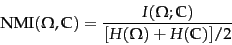 NMI(Ω,ℂ) = I(Ω;ℂ) / [H(Ω) + H(ℂ)]/2